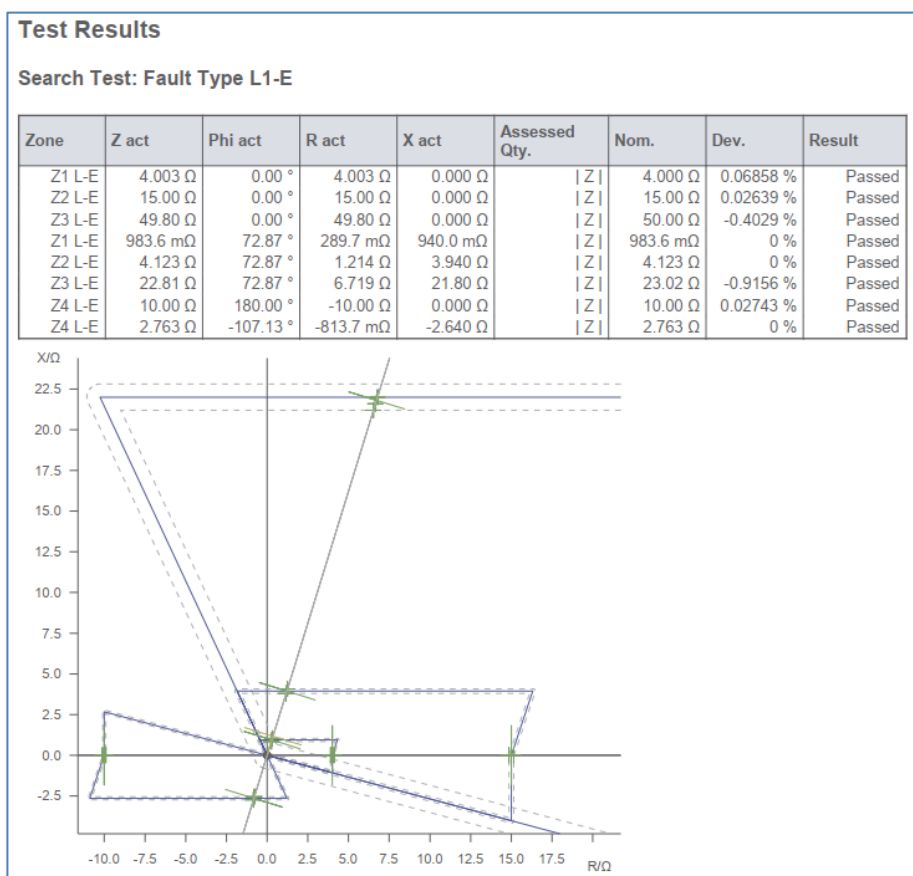 Test Results
Search Test: Fault Type L1-E
Zone Z act Phi act R act X act Assessed Qty. Nom. Dev. Result
Z1 L-E 4.003 Ω 0.00 ° 4.003 Ω 0.000 Ω | Z | 4.000 Ω 0.06858 % Passed
Z2 L-E 15.00 Ω 0.00 ° 15.00 Ω 0.000 Ω | Z | 15.00 Ω 0.02639 % Passed
Z3 L-E 49.80 Ω 0.00 ° 49.80 Ω 0.000 Ω | Z | 50.00 Ω -0.4029 % Passed
Z1 L-E 983.6 mΩ 72.87 ° 289.7 mΩ 940.0 mΩ | Z | 983.6 mΩ 0 % Passed
Z2 L-E 4.123 Ω 72.87 ° 1.214 Ω 3.940 Ω | Z | 4.123 Ω 0 % Passed
Z3 L-E 22.81 Ω 72.87 ° 6.719 Ω 21.80 Ω | Z | 23.02 Ω -0.9156 % Passed
Z4 L-E 10.00 Ω 180.00 ° -10.00 Ω 0.000 Ω | Z | 10.00 Ω 0.02743 % Passed
Z4 L-E 2.763 Ω -107.13 ° -813.7 mΩ -2.640 Ω | Z | 2.763 Ω 0 % Passed
X/Ω
22.5
20.0
17.5
15.0
12.5
10.0
7.5
5.0
2.5
0.0
-2.5
-10.0 -7.5 -5.0 -2.5 0.0 2.5 5.0 7.5 10.0 12.5 15.0 17.5
R/Ω